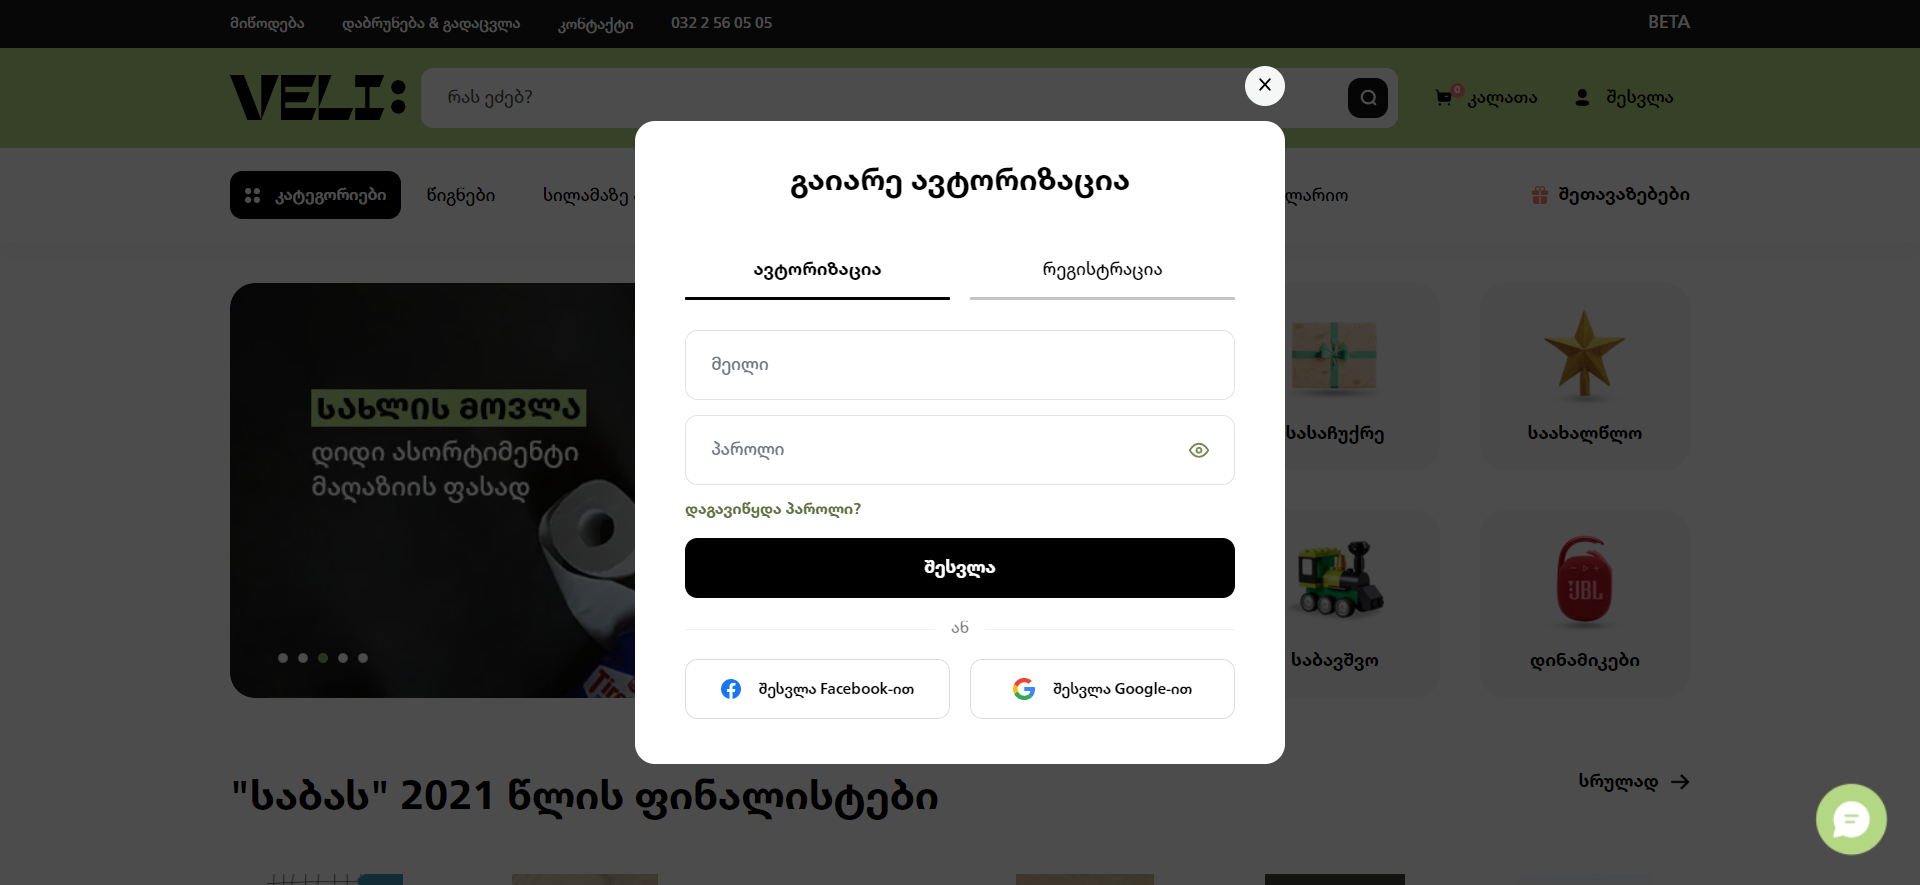 მიწოდება
დაბრუნება & გადაცვლა
კონტაქტი
032 2 56 05 05
BETA
VELI:
რას ეძებ?
0
კალათა
შესვლა
კატეგორიები
წიგნები
სილამაზე
ლარიო
შეთავაზებები
გაიარე ავტორიზაცია
ავტორიზაცია
რეგისტრაცია
მეილი
პაროლი
დაგავიწყდა პაროლი?
შესვლა
ან
შესვლა Facebook-ით
შესვლა Google-ით
სახლის მოვლა
დიდი ასორტიმენტი
მაღაზიის ფასად
სასაჩუქრე
საახალწლო
JBL
საბავშვო
დინამიკები
"საბას" 2021 წლის ფინალისტები
სრულად